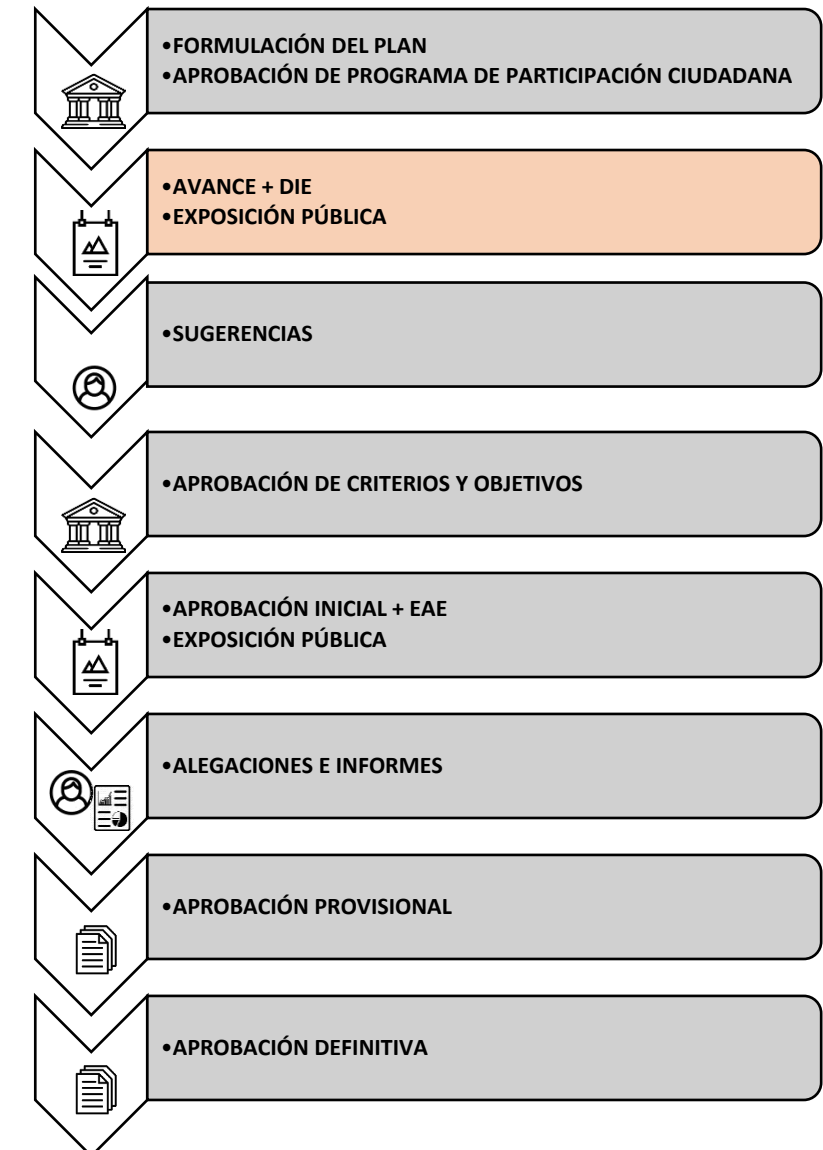 •FORMULACIÓN DEL PLAN
•APROBACIÓN DE PROGRAMA DE PARTICIPACIÓN CIUDADANA
•AVANCE + DIE
•EXPOSICIÓN PÚBLICA
•SUGERENCIAS
•APROBACIÓN DE CRITERIOS Y OBJETIVOS
•APROBACIÓN INICIAL + EAE
•EXPOSICIÓN PÚBLICA
•ALEGACIONES E INFORMES
•APROBACIÓN PROVISIONAL
•APROBACIÓN DEFINITIVA